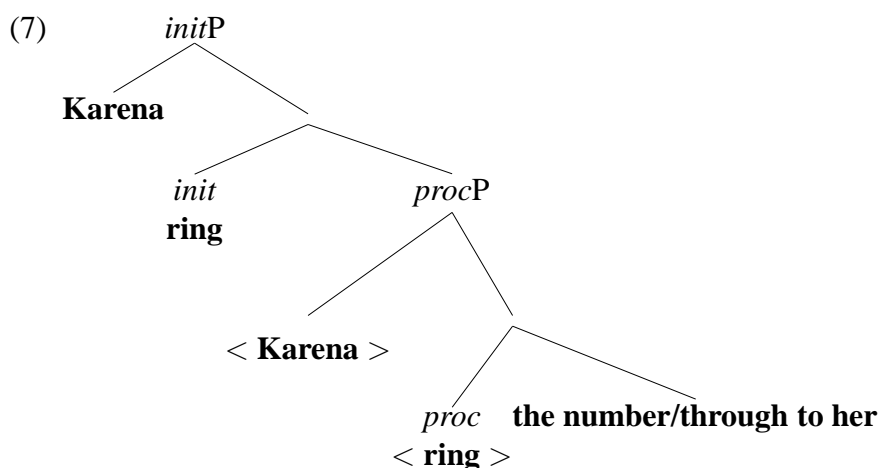 (7) initP
Karena
init procP
ring
< Karena >
proc the number/through to her
< ring >